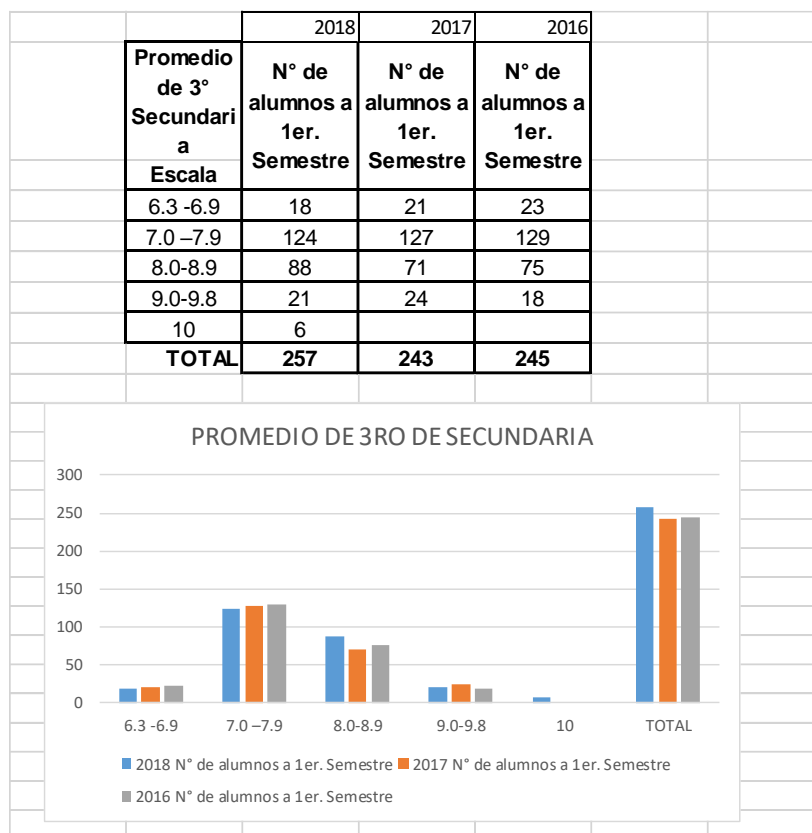 2018 2017 2016
Promedio
de 3°
Secundari
a
Escala
N° de
alumnos a
1er.
Semestre
N° de
alumnos a
1er.
Semestre
N° de
alumnos a
1er.
Semestre
6.3 -6.9 18 21 23
7.0 –7.9 124 127 129
8.0-8.9 88 71 75
9.0-9.8 21 24 18
10 6
TOTAL 257 243 245
PROMEDIO DE 3RO DE SECUNDARIA
300
250
200
150
100
50
0
6.3 -6.9 7.0 –7.9 8.0-8.9 9.0-9.8 10 TOTAL
2018 N° de alumnos a 1er. Semestre 2017 N° de alumnos a 1er. Semestre
2016 N° de alumnos a 1er. Semestre